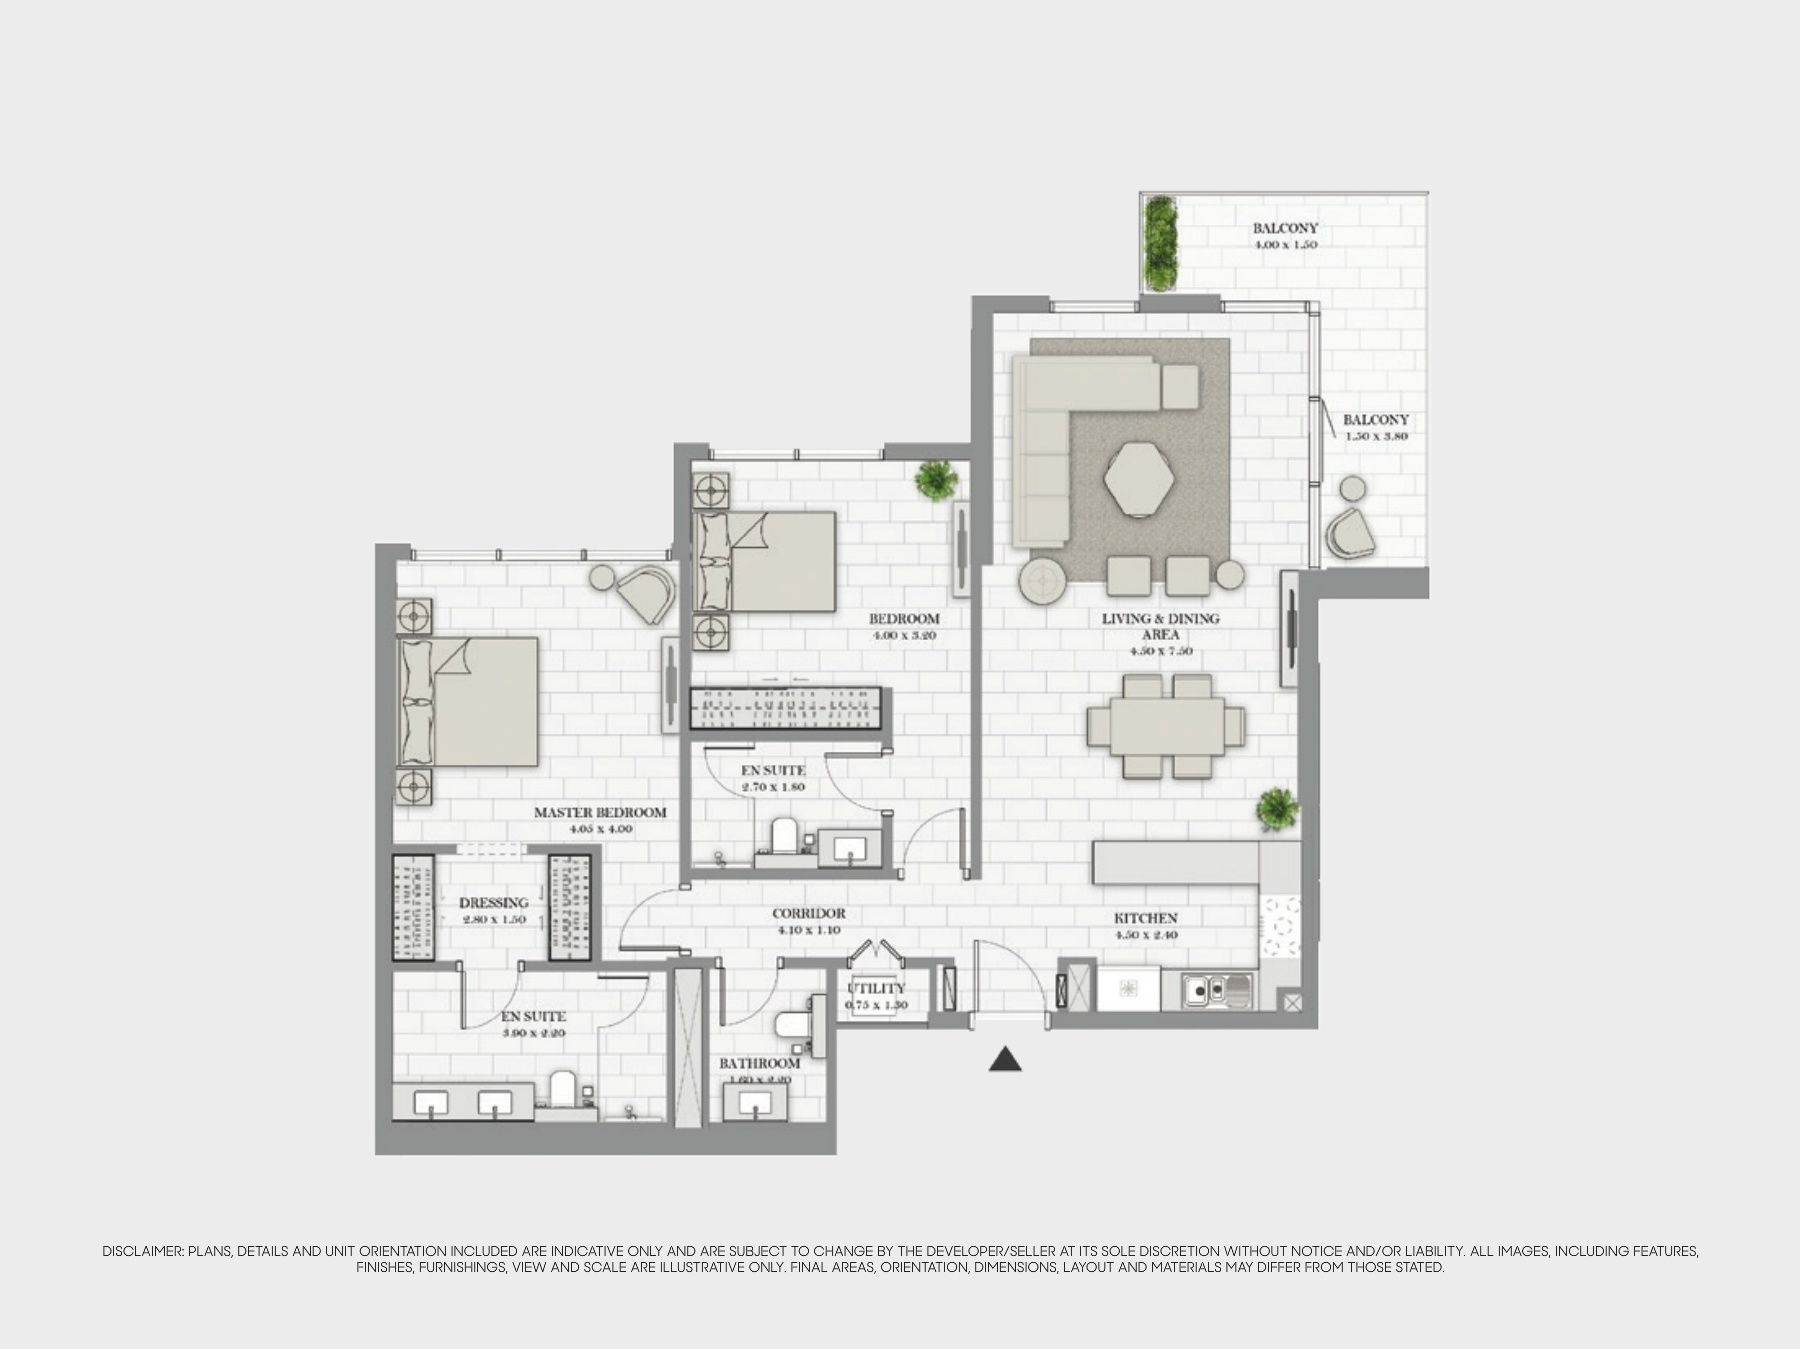 BALCONY
4.00 x 1.50
BALCONY
1.50 x 3.80
BEDROOM
4.00 x 3.20
LIVING & DINING
AREA
4.50 x 7.50
EN SUITE
2.70 x 1.80
MASTER BEDROOM
4.05 x 4.00
DRESSING
2.80 x 1.50
CORRIDOR
4.10 x 1.10
KITCHEN
4.50 x 2.40
UTILITY
0.75 x 1.30
EN SUITE
3.90 x 2.20
BATHROOM
1.60 x 2.20
DISCLAIMER: PLANS, DETAILS AND UNIT ORIENTATION INCLUDED ARE INDICATIVE ONLY AND ARE SUBJECT TO CHANGE BY THE DEVELOPER/SELLER AT ITS SOLE DISCRETION WITHOUT NOTICE AND/OR LIABILITY. ALL IMAGES, INCLUDING FEATURES,
FINISHES, FURNISHINGS, VIEW AND SCALE ARE ILLUSTRATIVE ONLY. FINAL AREAS, ORIENTATION, DIMENSIONS, LAYOUT AND MATERIALS MAY DIFFER FROM THOSE STATED.